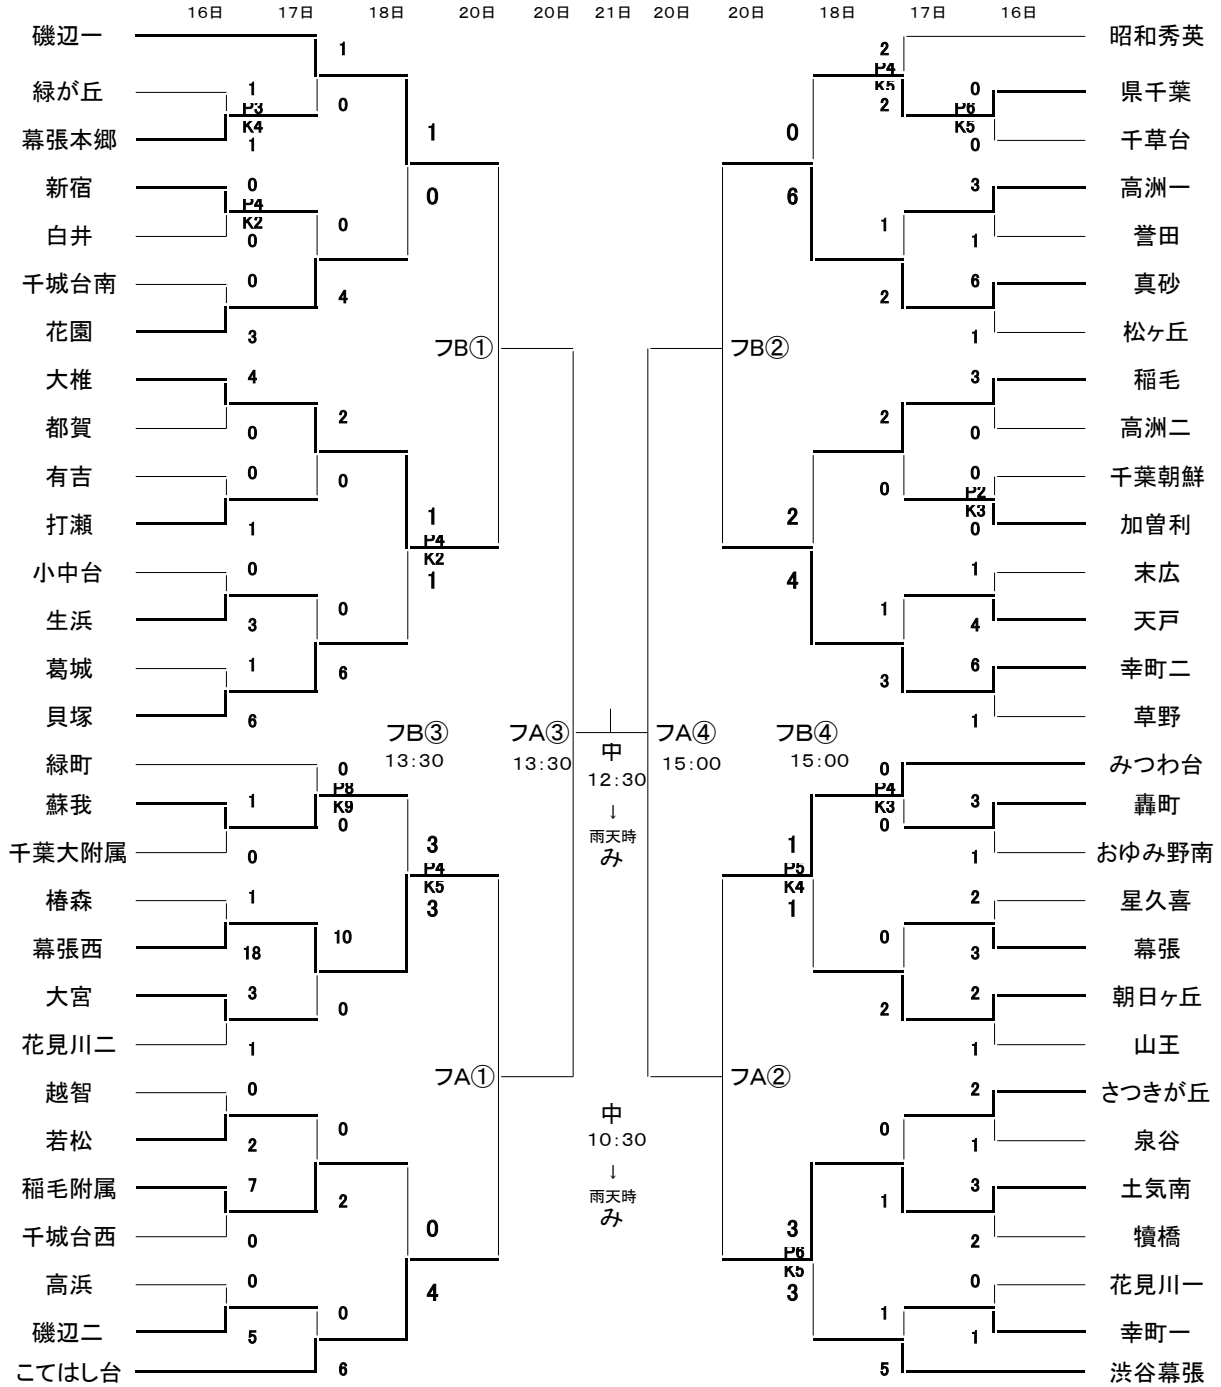 16日 17日 18日 20日 20日 21日 20日 20日 18日 17日 16日
磯辺一 1 2 昭和秀英
P4
K5
緑が丘 1 0 2 0 県千葉
P3 P6
K4 K5
幕張本郷 1 1 0 0 千草台
新宿 0 0 6 3 高洲一
P4
K2
白井 0 0 1 1 誉田
千城台南 0 4 2 6 真砂
花園 3 1 松ヶ丘
フB① フB②
大椎 4 3 稲毛
都賀 0 2 2 0 高洲二
有吉 0 0 0 0 千葉朝鮮
P2
K3
打瀬 1 1 2 0 加曽利
P4
K2
小中台 0 1 4 1 末広
生浜 3 0 1 4 天戸
葛城 1 6 3 6 幸町二
貝塚 6 1 草野
フB③ フA③ フA④ フB④
13:30 13:30 中 15:00 15:00
12:30
↓
雨天時
み
緑町 0 0 みつわ台
P8 P4
K9 K3
蘇我 1 0 0 3 轟町
千葉大附属 0 3 1 1 おゆみ野南
P4 P5
K5 K4
椿森 1 3 1 2 星久喜
幕張西 18 10 0 3 幕張
大宮 3 0 2 2 朝日ヶ丘
花見川二 1 1 山王
フA① フA②
越智 0 2 さつきが丘
若松 2 0 0 1 泉谷
中
10:30
↓
雨天時
み
稲毛附属 7 2 1 3 土気南
千城台西 0 0 3 2 犢橋
P6
K5
高浜 0 4 3 0 花見川一
磯辺二 5 0 1 1 幸町一
こてはし台 6 5 渋谷幕張